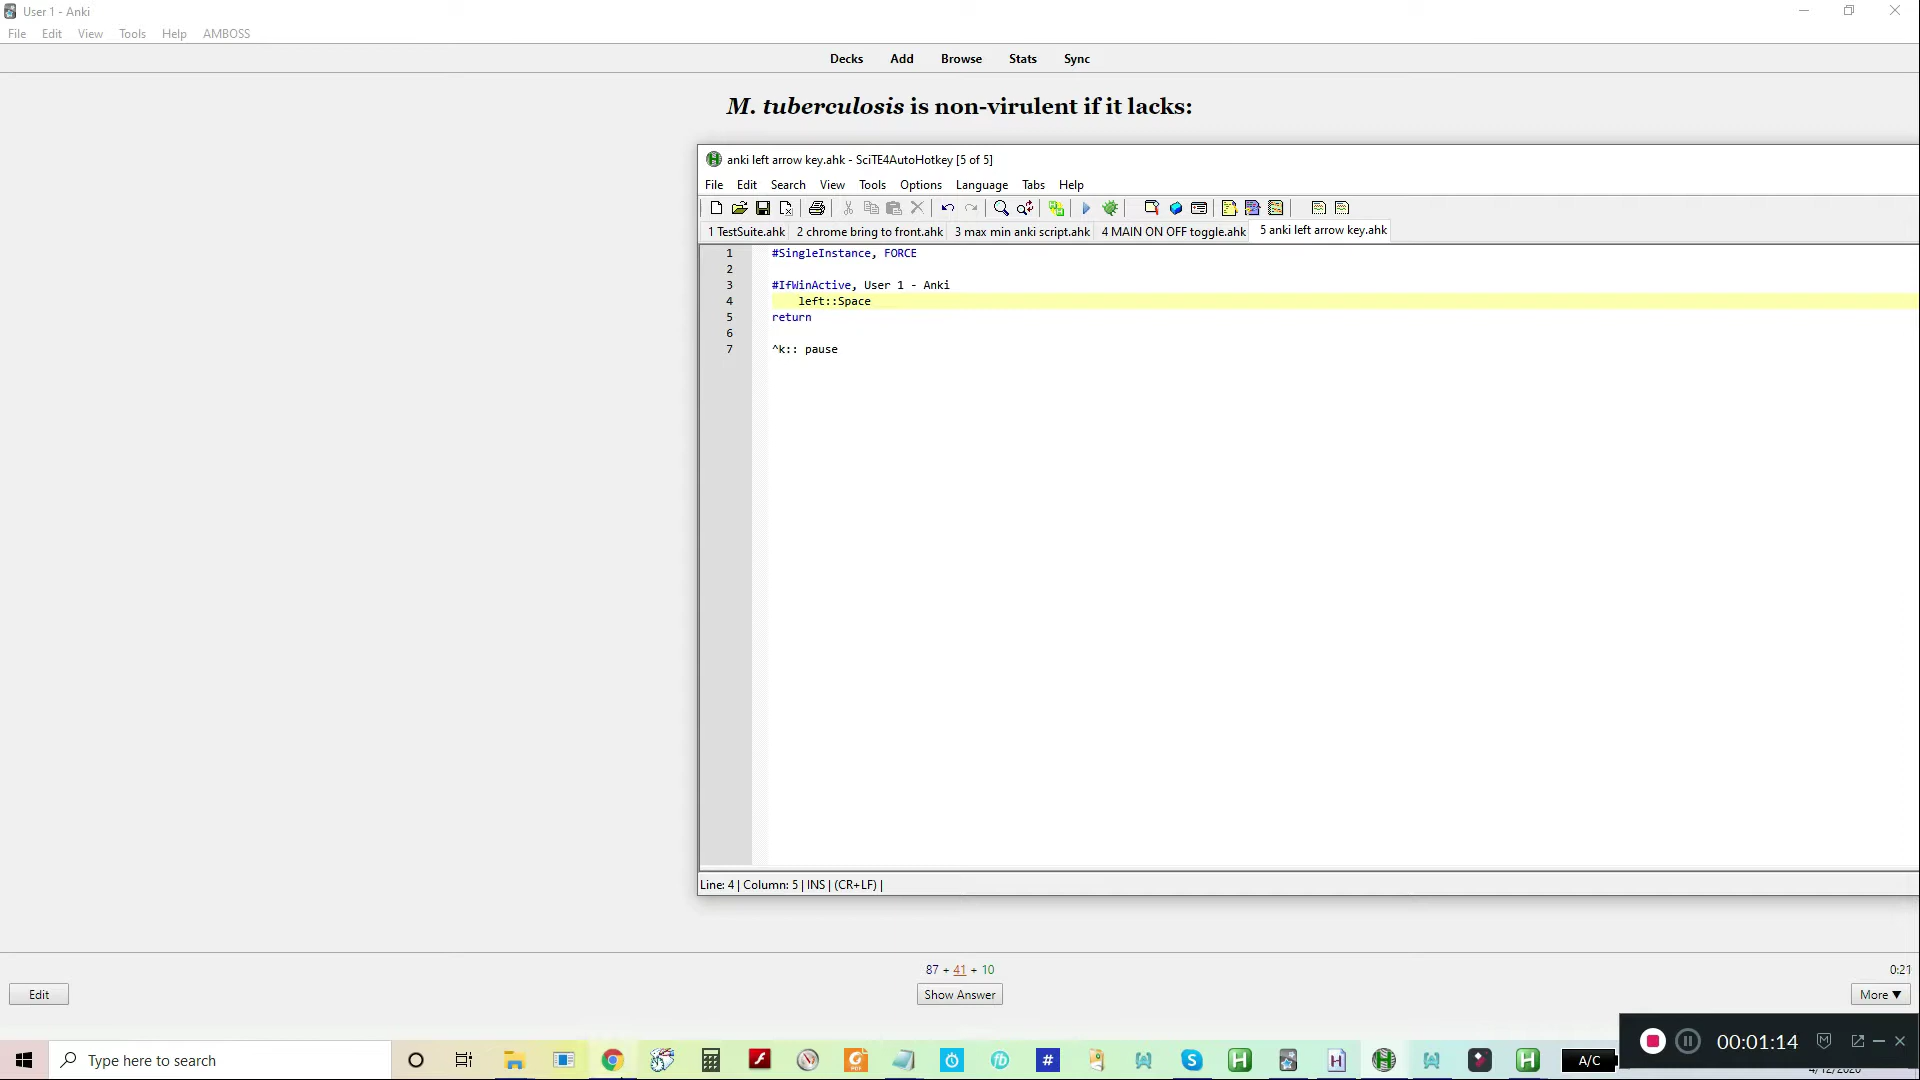 User 1 - Anki
File Edit View Tools Help AMBOSS
Decks Add Browse Stats Sync
M. tuberculosis is non-virulent if it lacks:
anki left arrow key.ahk - SciTE4AutoHotkey [5 of 5]
File Edit Search View Tools Options Language Tabs Help
1 TestSuite.ahk 2 chrome bring to front.ahk 3 max min anki script.ahk 4 MAIN ON OFF toggle.ahk 5 anki left arrow key.ahk
1 #SingleInstance, FORCE
2
3 #IfWinActive, User 1 - Anki
4 left::Space
5 return
6
7 ^k:: pause
Line: 4 | Column: 5 | INS | (CR+LF) |
87 + 41 + 10
0:21
Edit
Show Answer
More ▼
Type here to search
A/C
00:01:14
4/12/2020